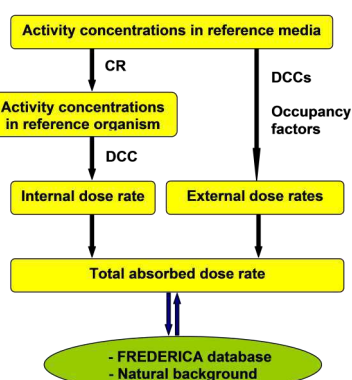 Activity concentrations in reference media
CR
DCCs
Occupancy
factors
Activity concentrations
in reference organism
DCC
Internal dose rate
External dose rates
Total absorbed dose rate
- FREDERICA database
- Natural background